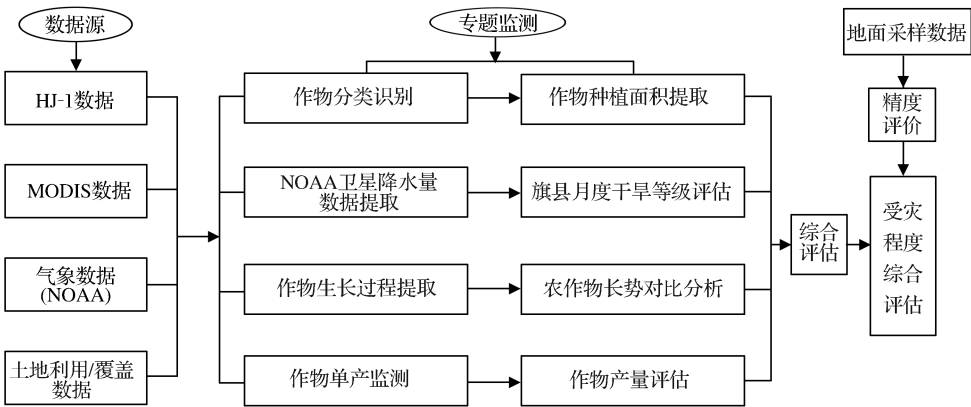 数据源
HJ-1数据
MODIS数据
气象数据
(NOAA)
土地利用/覆盖
数据
专题监测
作物分类识别
作物种植面积提取
NOAA卫星降水量
数据提取
旗县月度干旱等级评估
作物生长过程提取
农作物长势对比分析
作物单产监测
作物产量评估
综合
评估
地面采样数据
精度
评价
受灾
程度
综合
评估